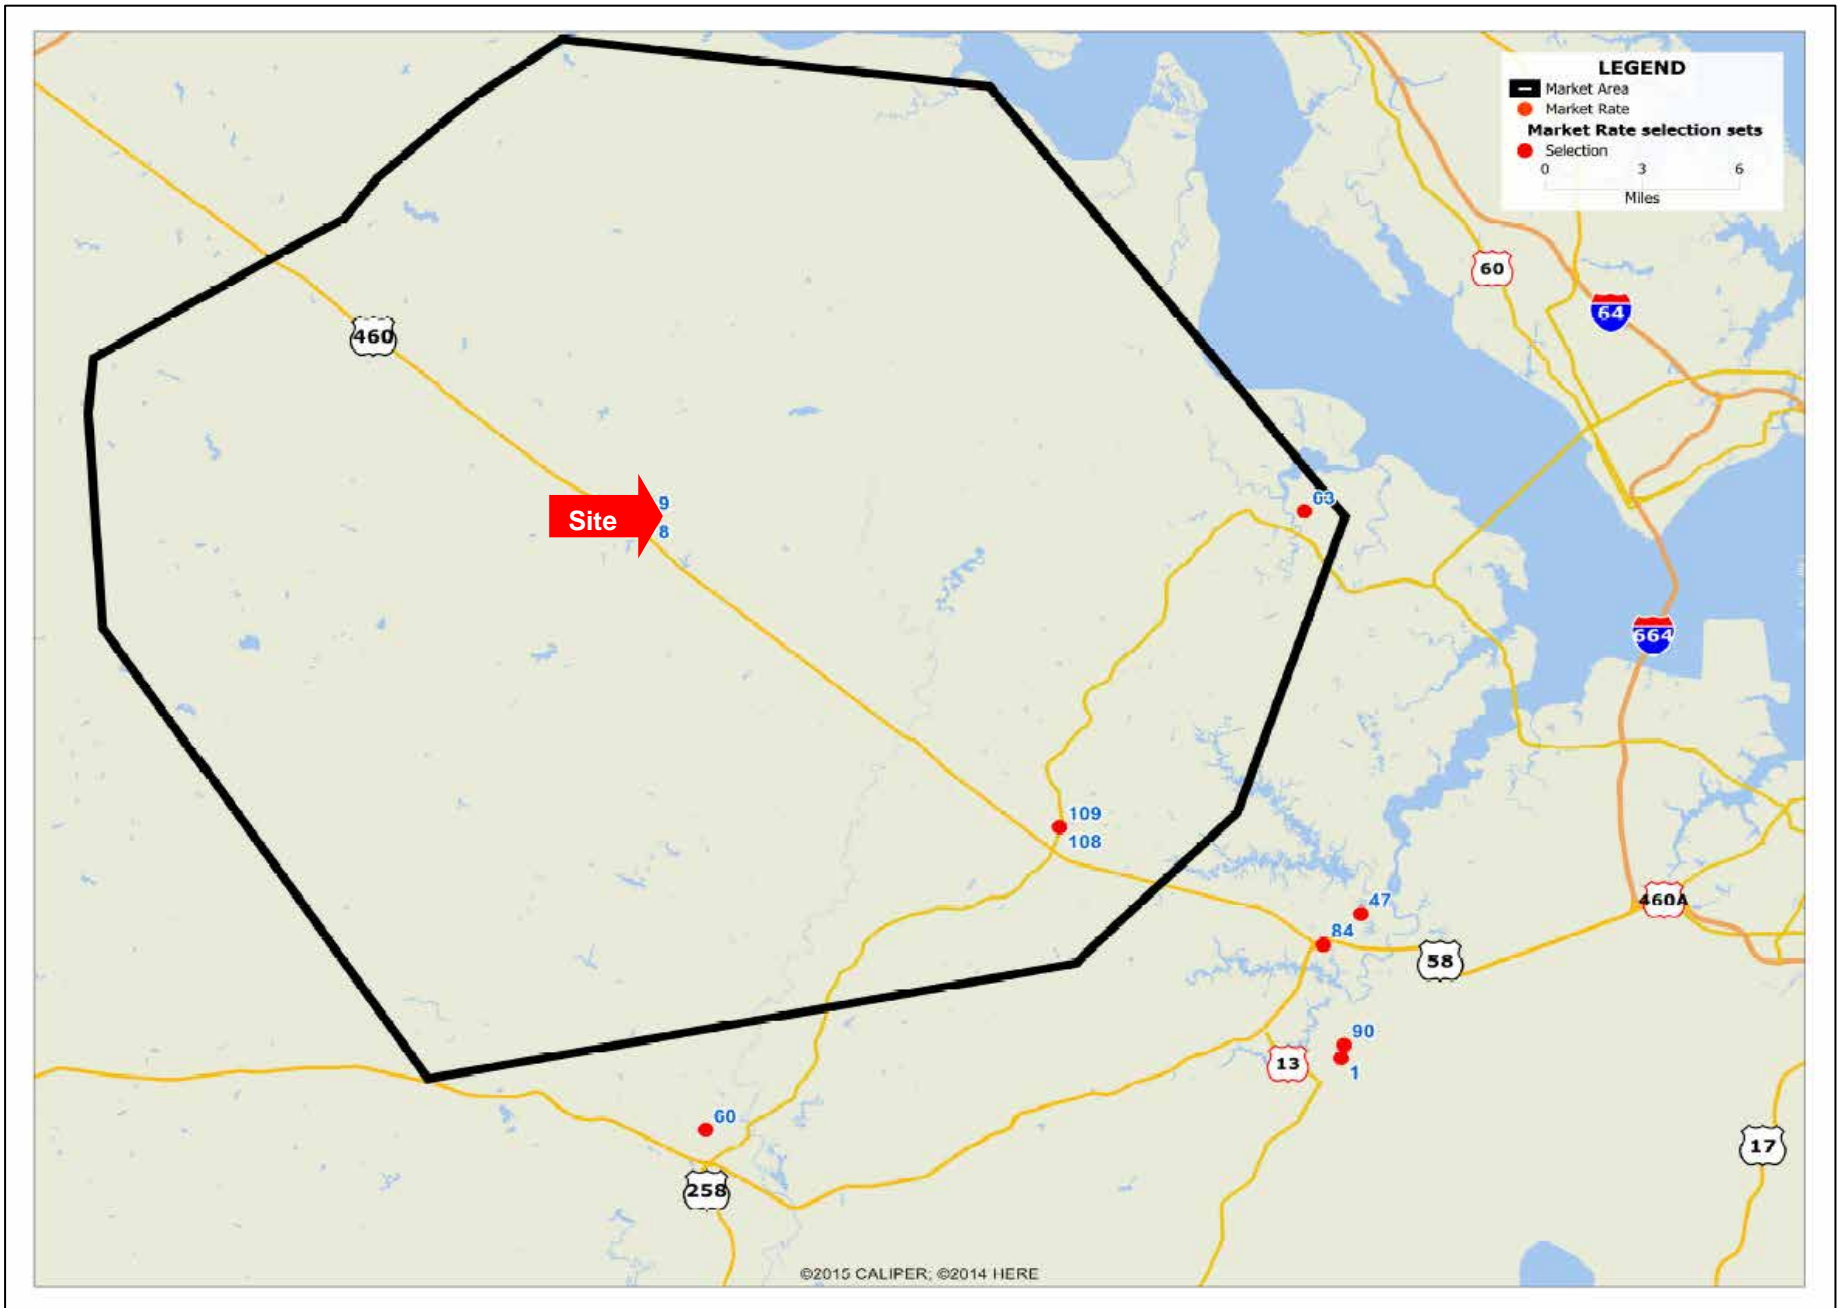 LEGEND
Market Area
Market Rate
Market Rate selection sets
Selection
0 3 6
Miles
60
64
460
9
Site
8
63
664
109
108
47
460A
84
58
90
13
1
60
17
258
©2015 CALIPER; ©2014 HERE